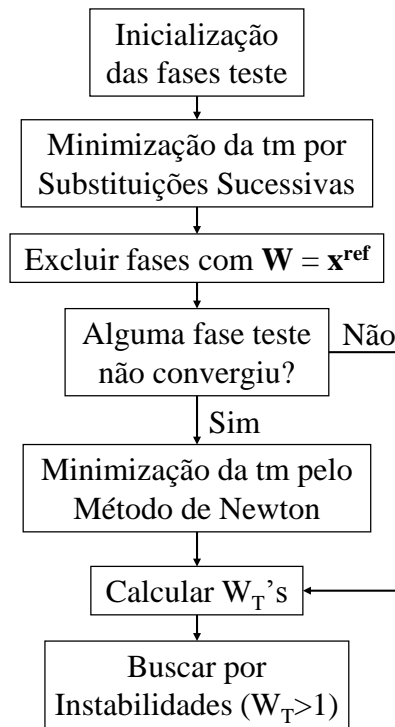 Inicialização
das fases teste
Minimização da tm por
Substituições Sucessivas
Excluir fases com W = x^ref
Alguma fase teste
não convergiu?
Não
Sim
Minimização da tm pelo
Método de Newton
Calcular W_T's
Buscar por
Instabilidades (W_T>1)